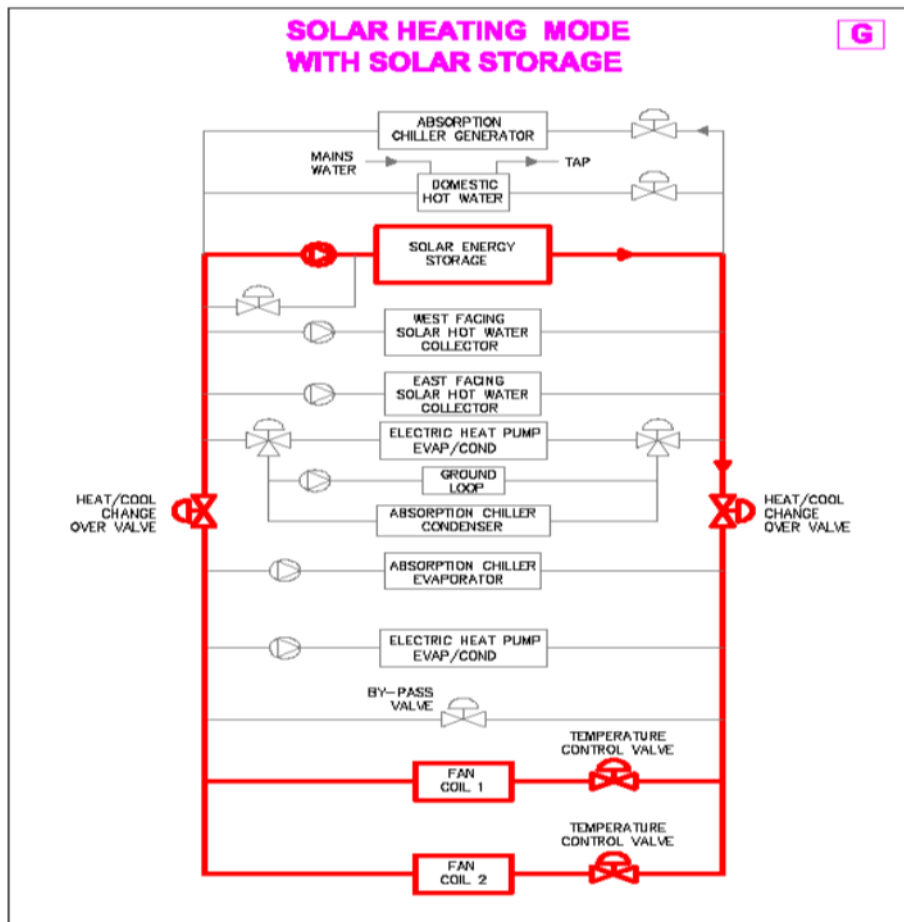 SOLAR HEATING MODE
WITH SOLAR STORAGE
G
ABSORPTION
CHILLER GENERATOR
MAINS
WATER
TAP
DOMESTIC
HOT WATER
SOLAR ENERGY
STORAGE
WEST FACING
SOLAR HOT WATER
COLLECTOR
EAST FACING
SOLAR HOT WATER
COLLECTOR
ELECTRIC HEAT PUMP
EVAP/COND
GROUND
LOOP
HEAT/COOL
CHANGE
OVER VALVE
ABSORPTION CHILLER
CONDENSER
HEAT/COOL
CHANGE
OVER VALVE
ABSORPTION CHILLER
EVAPORATOR
ELECTRIC HEAT PUMP
EVAP/COND
BY-PASS
VALVE
TEMPERATURE
CONTROL VALVE
FAN
COIL 1
TEMPERATURE
CONTROL VALVE
FAN
COIL 2